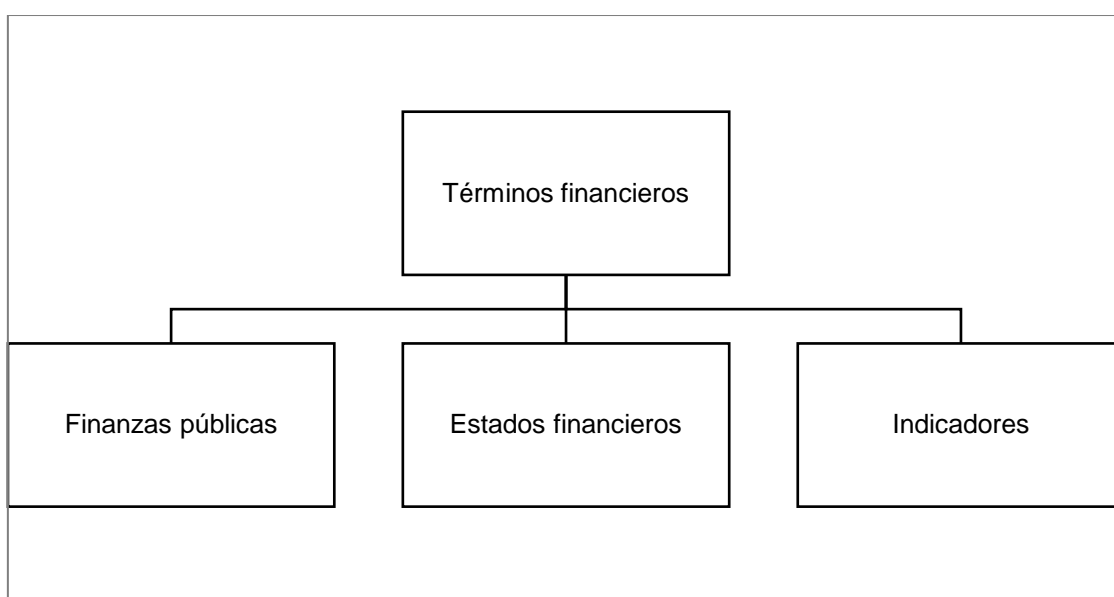 Términos financieros
Finanzas públicas
Estados financieros
Indicadores